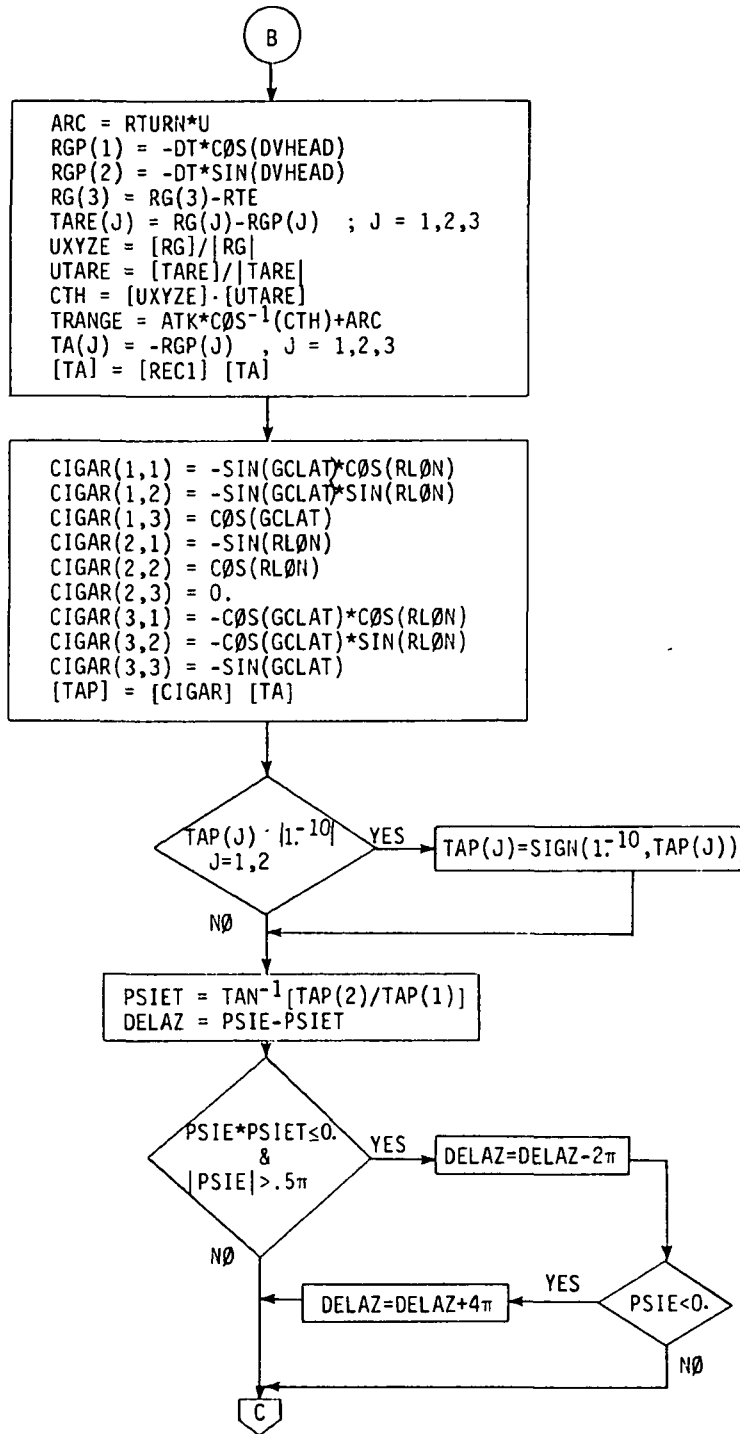 B
ARC = RTURN*U
RGP(1) = -DT*CØS(DVHEAD)
RGP(2) = -DT*SIN(DVHEAD)
RG(3) = RG(3)-RTE
TARE(J) = RG(J)-RGP(J) ; J = 1,2,3
UXYZE = [RG]/|RG|
UTARE = [TARE]/|TARE|
CTH = [UXYZE]·[UTARE]
TRANGE = ATK*CØS⁻¹(CTH)+ARC
TA(J) = -RGP(J) , J = 1,2,3
[TA] = [REC1] [TA]
CIGAR(1,1) = -SIN(GCLAT)*CØS(RLØN)
CIGAR(1,2) = -SIN(GCLAT)*SIN(RLØN)
CIGAR(1,3) = CØS(GCLAT)
CIGAR(2,1) = -SIN(RLØN)
CIGAR(2,2) = CØS(RLØN)
CIGAR(2,3) = 0.
CIGAR(3,1) = -CØS(GCLAT)*CØS(RLØN)
CIGAR(3,2) = -CØS(GCLAT)*SIN(RLØN)
CIGAR(3,3) = -SIN(GCLAT)
[TAP] = [CIGAR] [TA]
TAP(J) · |1.⁻¹⁰|
J=1,2
YES
TAP(J)=SIGN(1.⁻¹⁰,TAP(J))
NØ
PSIET = TAN⁻¹[TAP(2)/TAP(1)]
DELAZ = PSIE-PSIET
PSIE*PSIET≤0.
&
|PSIE|>.5π
YES
DELAZ=DELAZ-2π
NØ
PSIE<0.
YES
DELAZ=DELAZ+4π
NØ
C